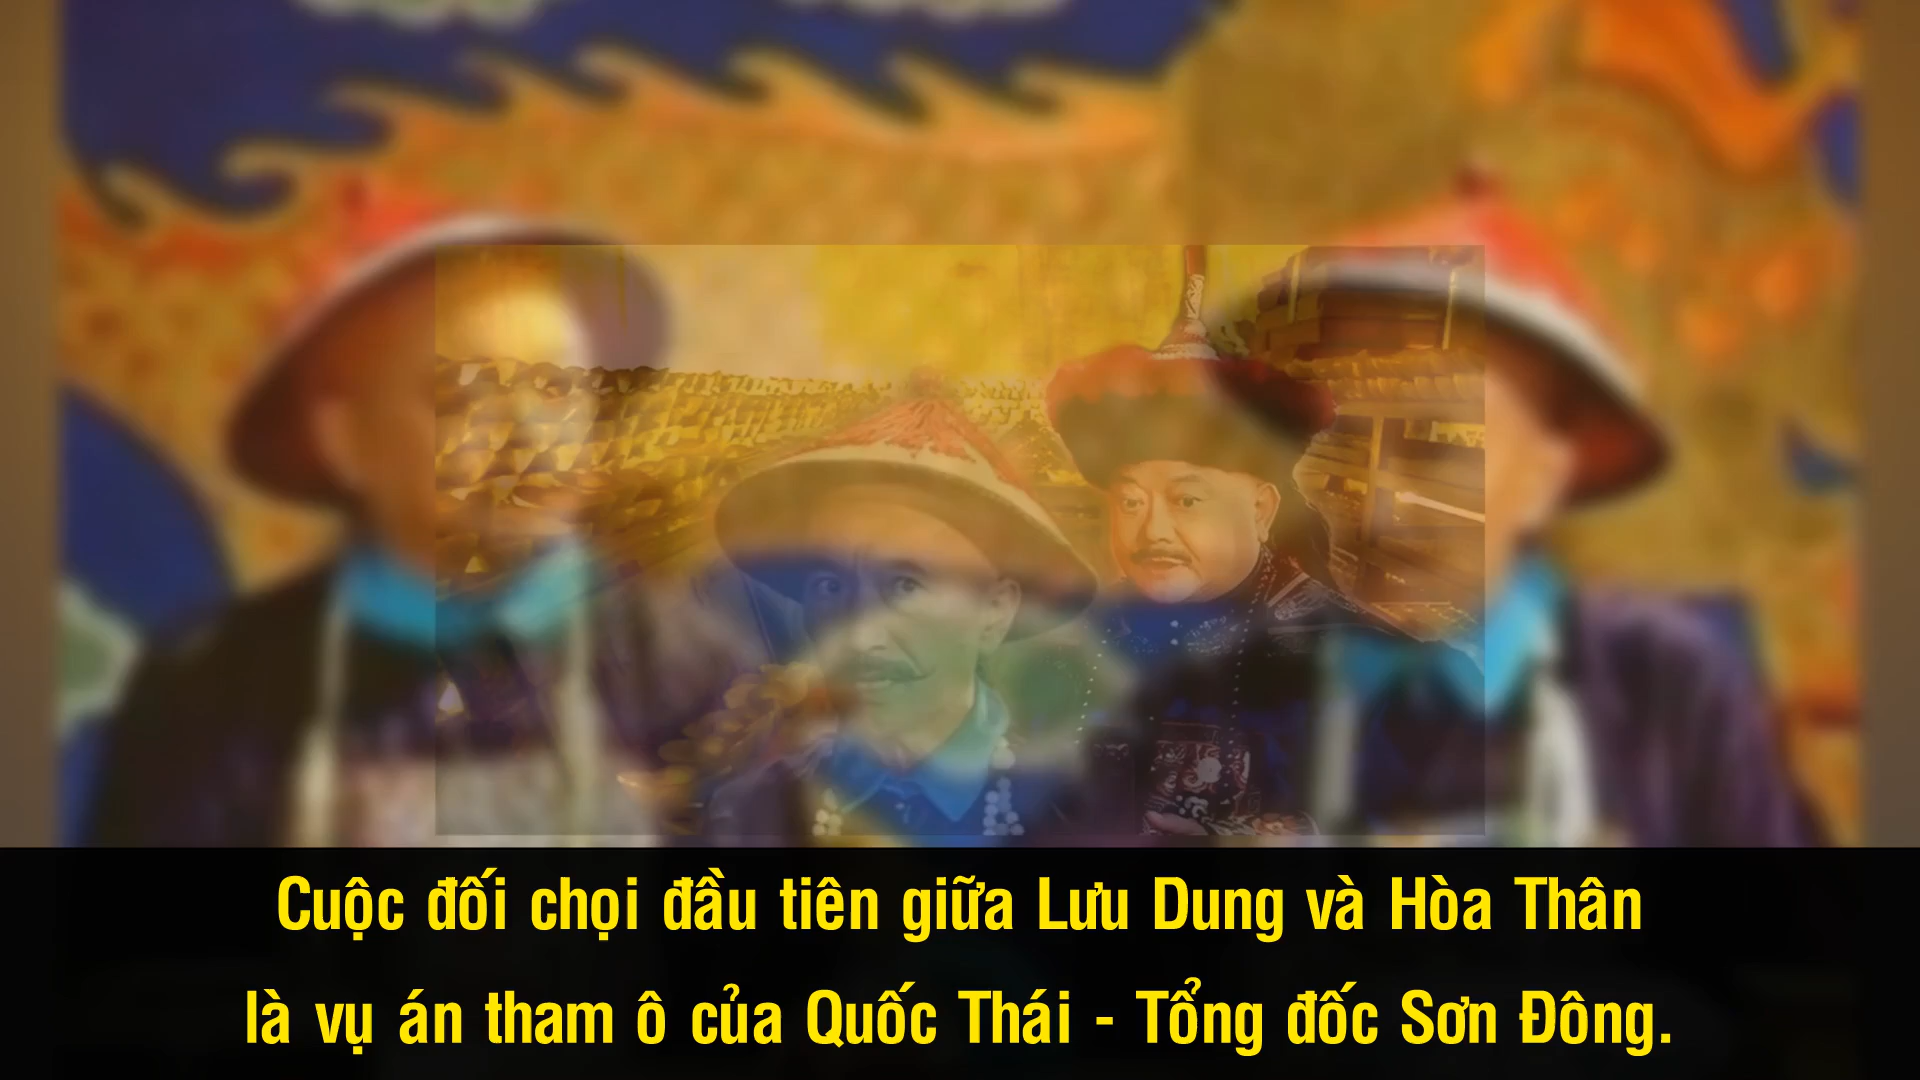 Cuộc đối chọi đầu tiên giữa Lưu Dung và Hòa Thân
là vụ án tham ô của Quốc Thái - Tổng đốc Sơn Đông.